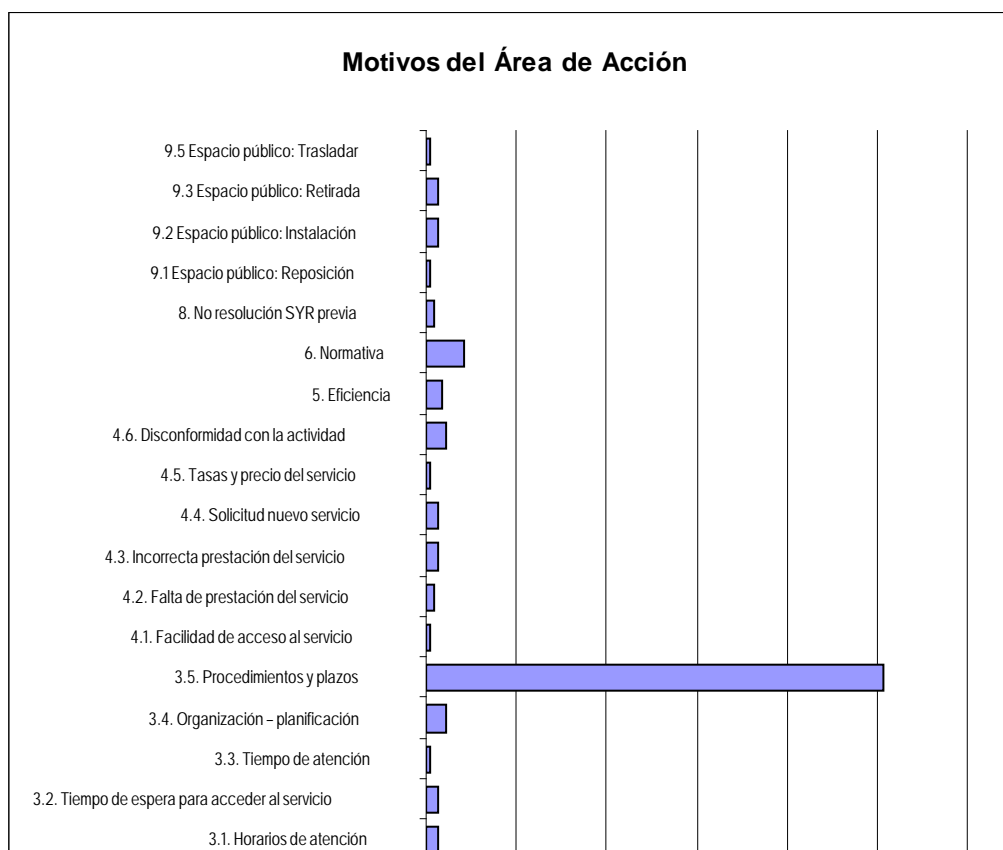 Motivos del Área de Acción
9.5 Espacio público: Trasladar
9.3 Espacio público: Retirada
9.2 Espacio público: Instalación
9.1 Espacio público: Reposición
8. No resolución SYR previa
6. Normativa
5. Eficiencia
4.6. Disconformidad con la actividad
4.5. Tasas y precio del servicio
4.4. Solicitud nuevo servicio
4.3. Incorrecta prestación del servicio
4.2. Falta de prestación del servicio
4.1. Facilidad de acceso al servicio
3.5. Procedimientos y plazos
3.4. Organización – planificación
3.3. Tiempo de atención
3.2. Tiempo de espera para acceder al servicio
3.1. Horarios de atención